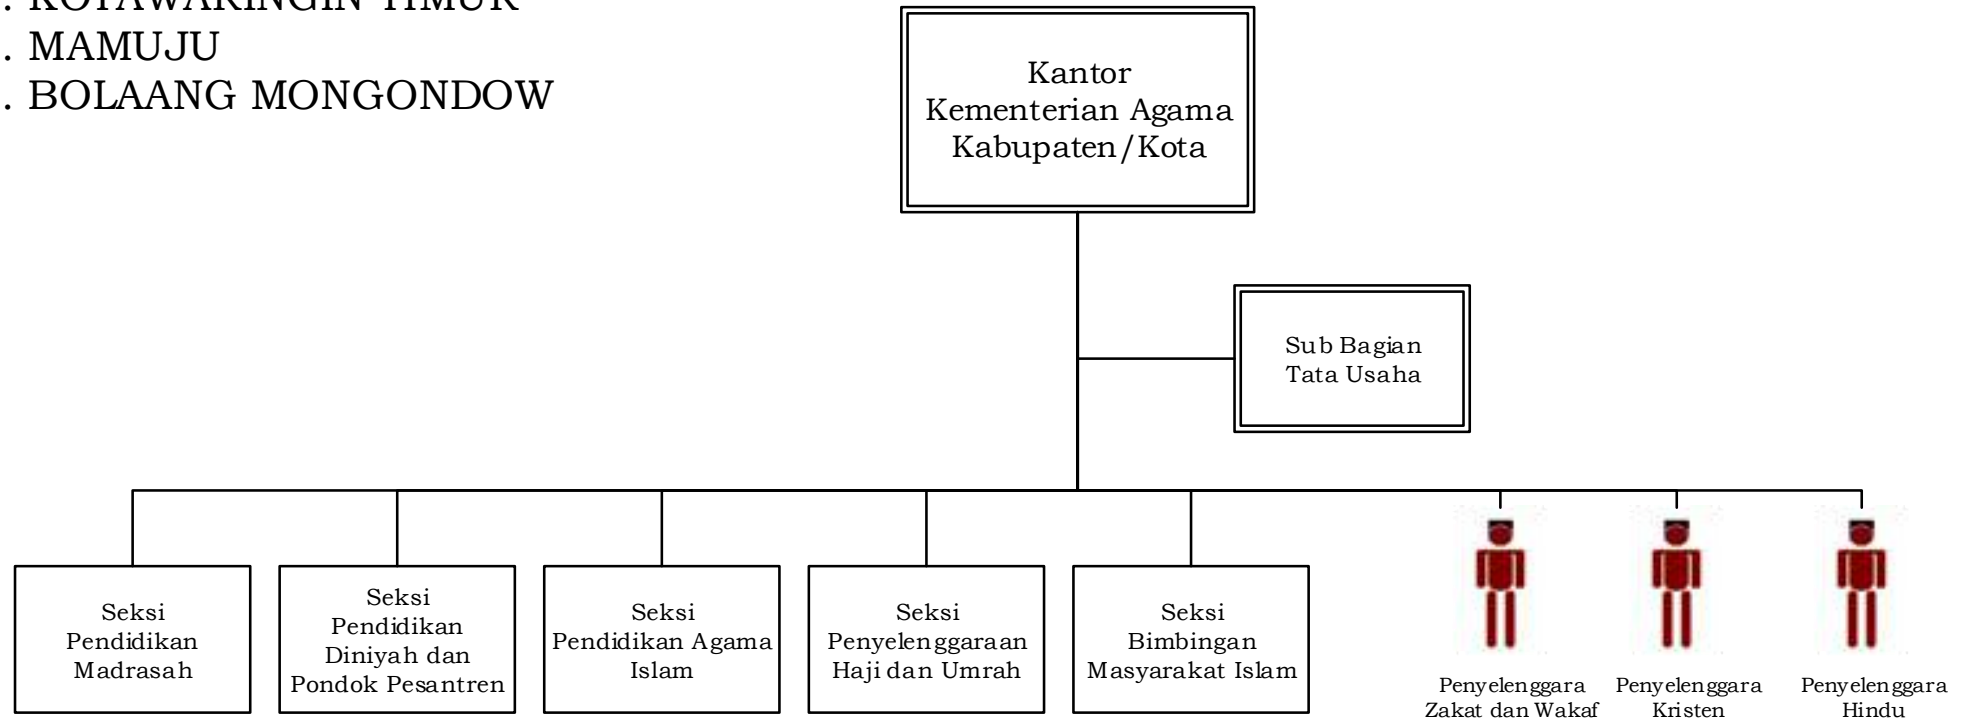 . KOTAWARINGIN TIMUR
. MAMUJU
. BOLAANG MONGONDOW
Kantor
Kementerian Agama
Kabupaten/Kota
Sub Bagian
Tata Usaha
Seksi
Pendidikan
Madrasah
Seksi
Pendidikan
Diniyah dan
Pondok Pesantren
Seksi
Pendidikan Agama
Islam
Seksi
Penyelenggaraan
Haji dan Umrah
Seksi
Bimbingan
Masyarakat Islam
Penyelenggara
Zakat dan Wakaf
Penyelenggara
Kristen
Penyelenggara
Hindu